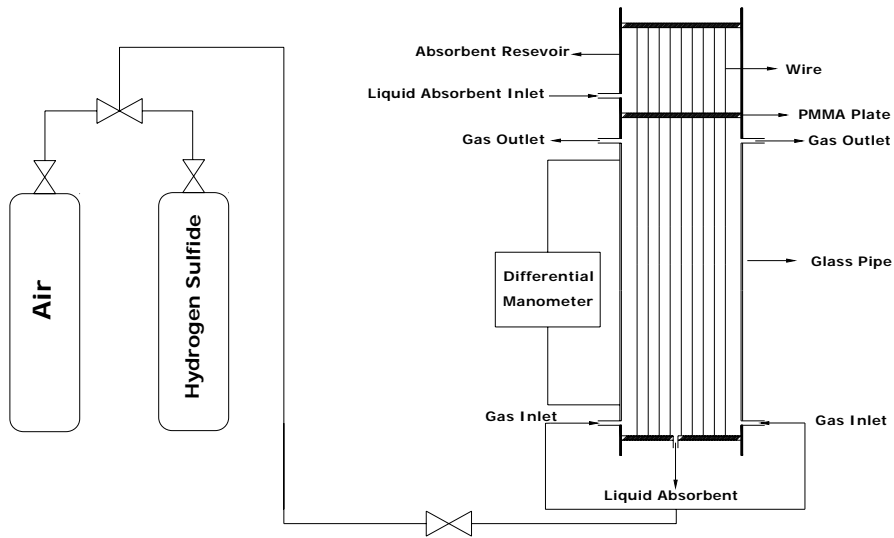 Absorbent Resevoir
Wire
Liquid Absorbent Inlet
PMMA Plate
Gas Outlet
Gas Outlet
Air
Hydrogen Sulfide
Glass Pipe
Differential
Manometer
Gas Inlet
Gas Inlet
Liquid Absorbent